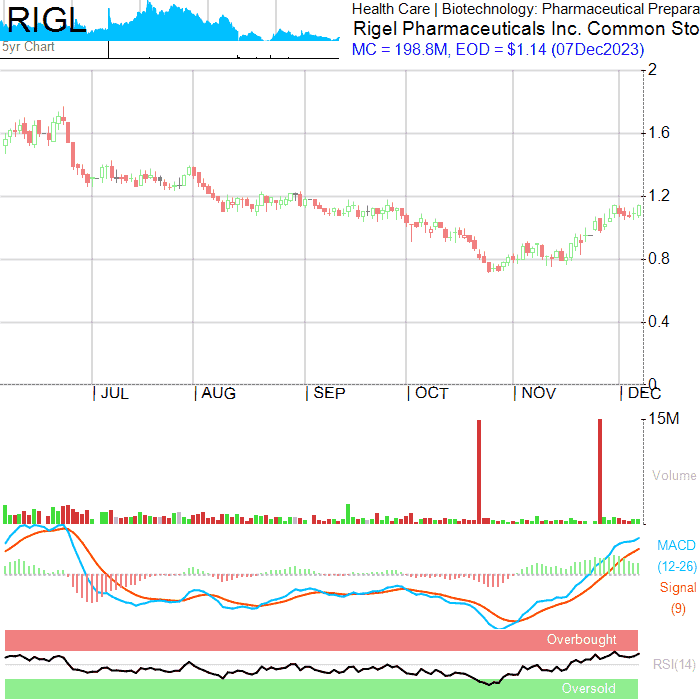 RIGL
5yr Chart
Health Care | Biotechnology: Pharmaceutical Prepara
Rigel Pharmaceuticals Inc. Common Sto
MC = 198.8M, EOD = $1.14 (07Dec2023)
2
1.6
1.2
0.8
0.4
0
JUL AUG SEP OCT NOV DEC
15M
Volume
MACD
(12-26)
Signal
(9)
Overbought
RSI(14)
Oversold